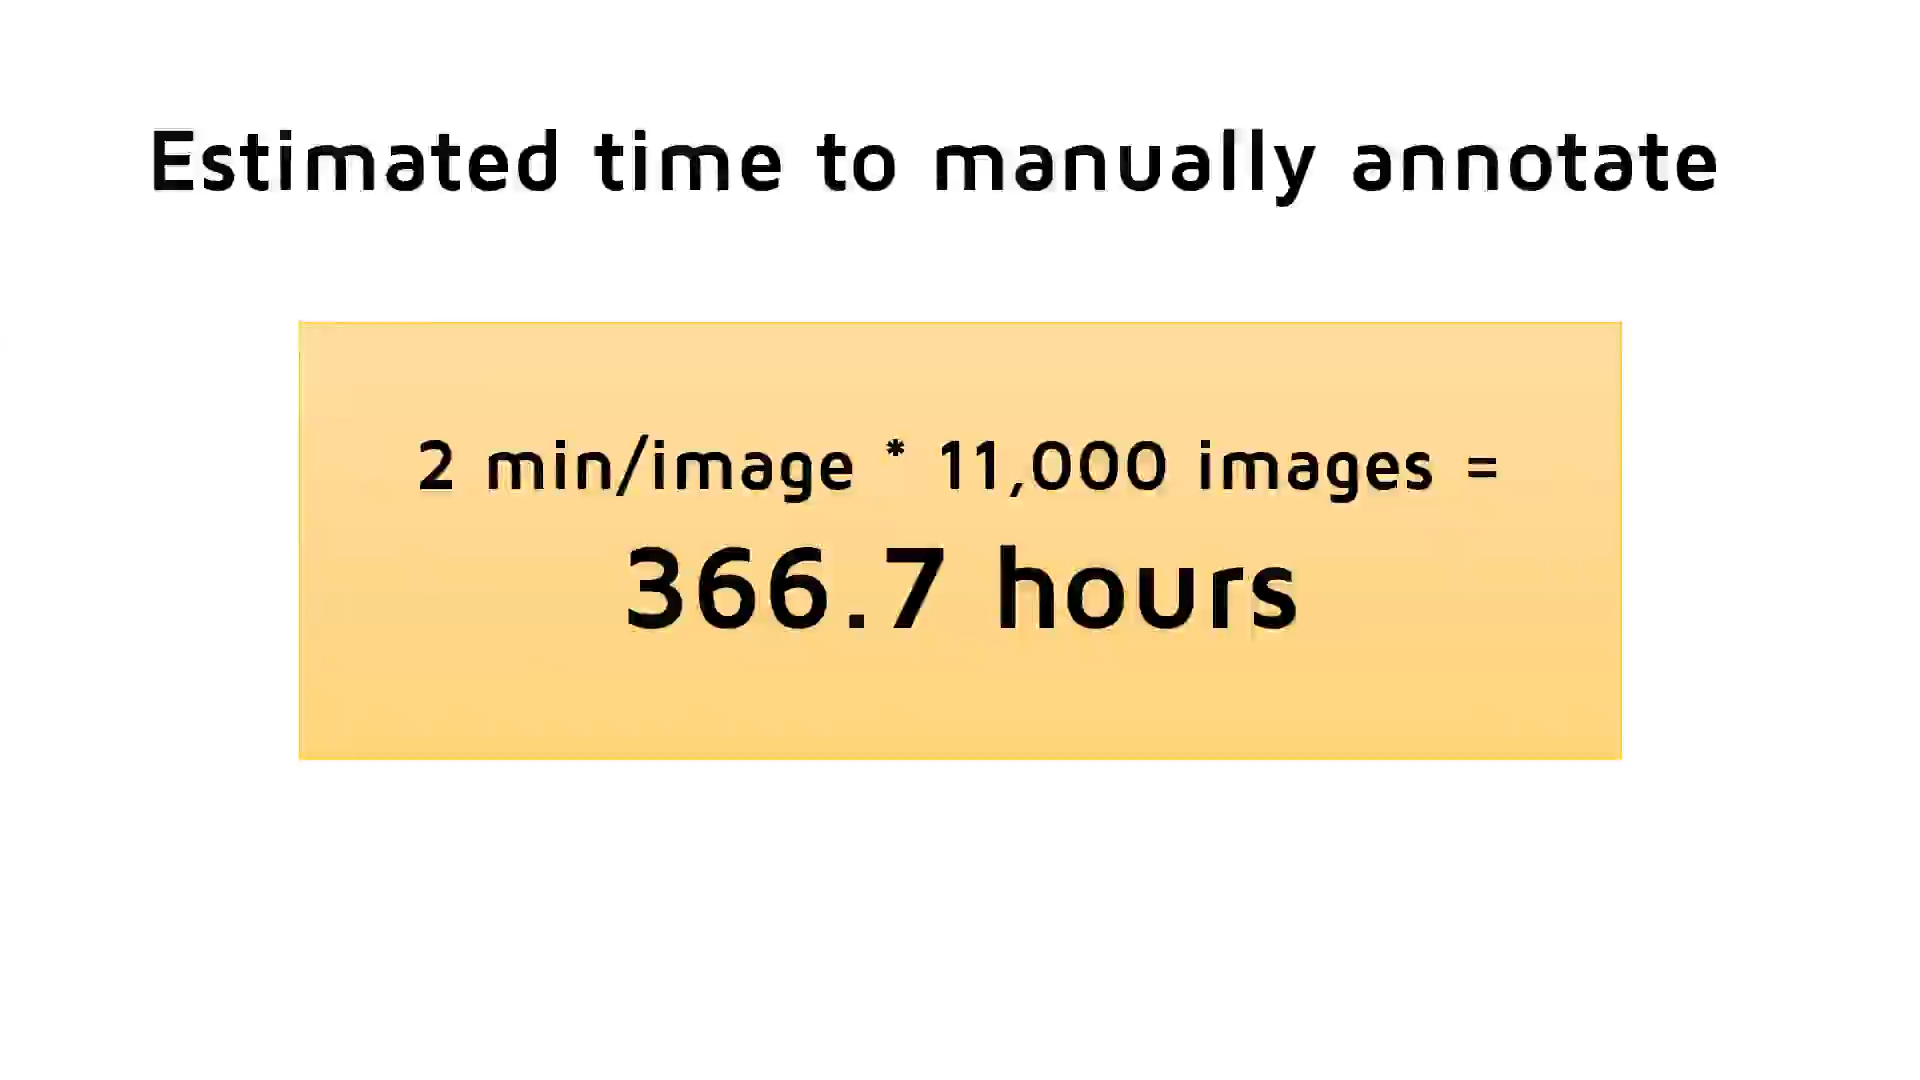 Estimated time to manually annotate
2 min/image * 11,000 images =
366.7 hours